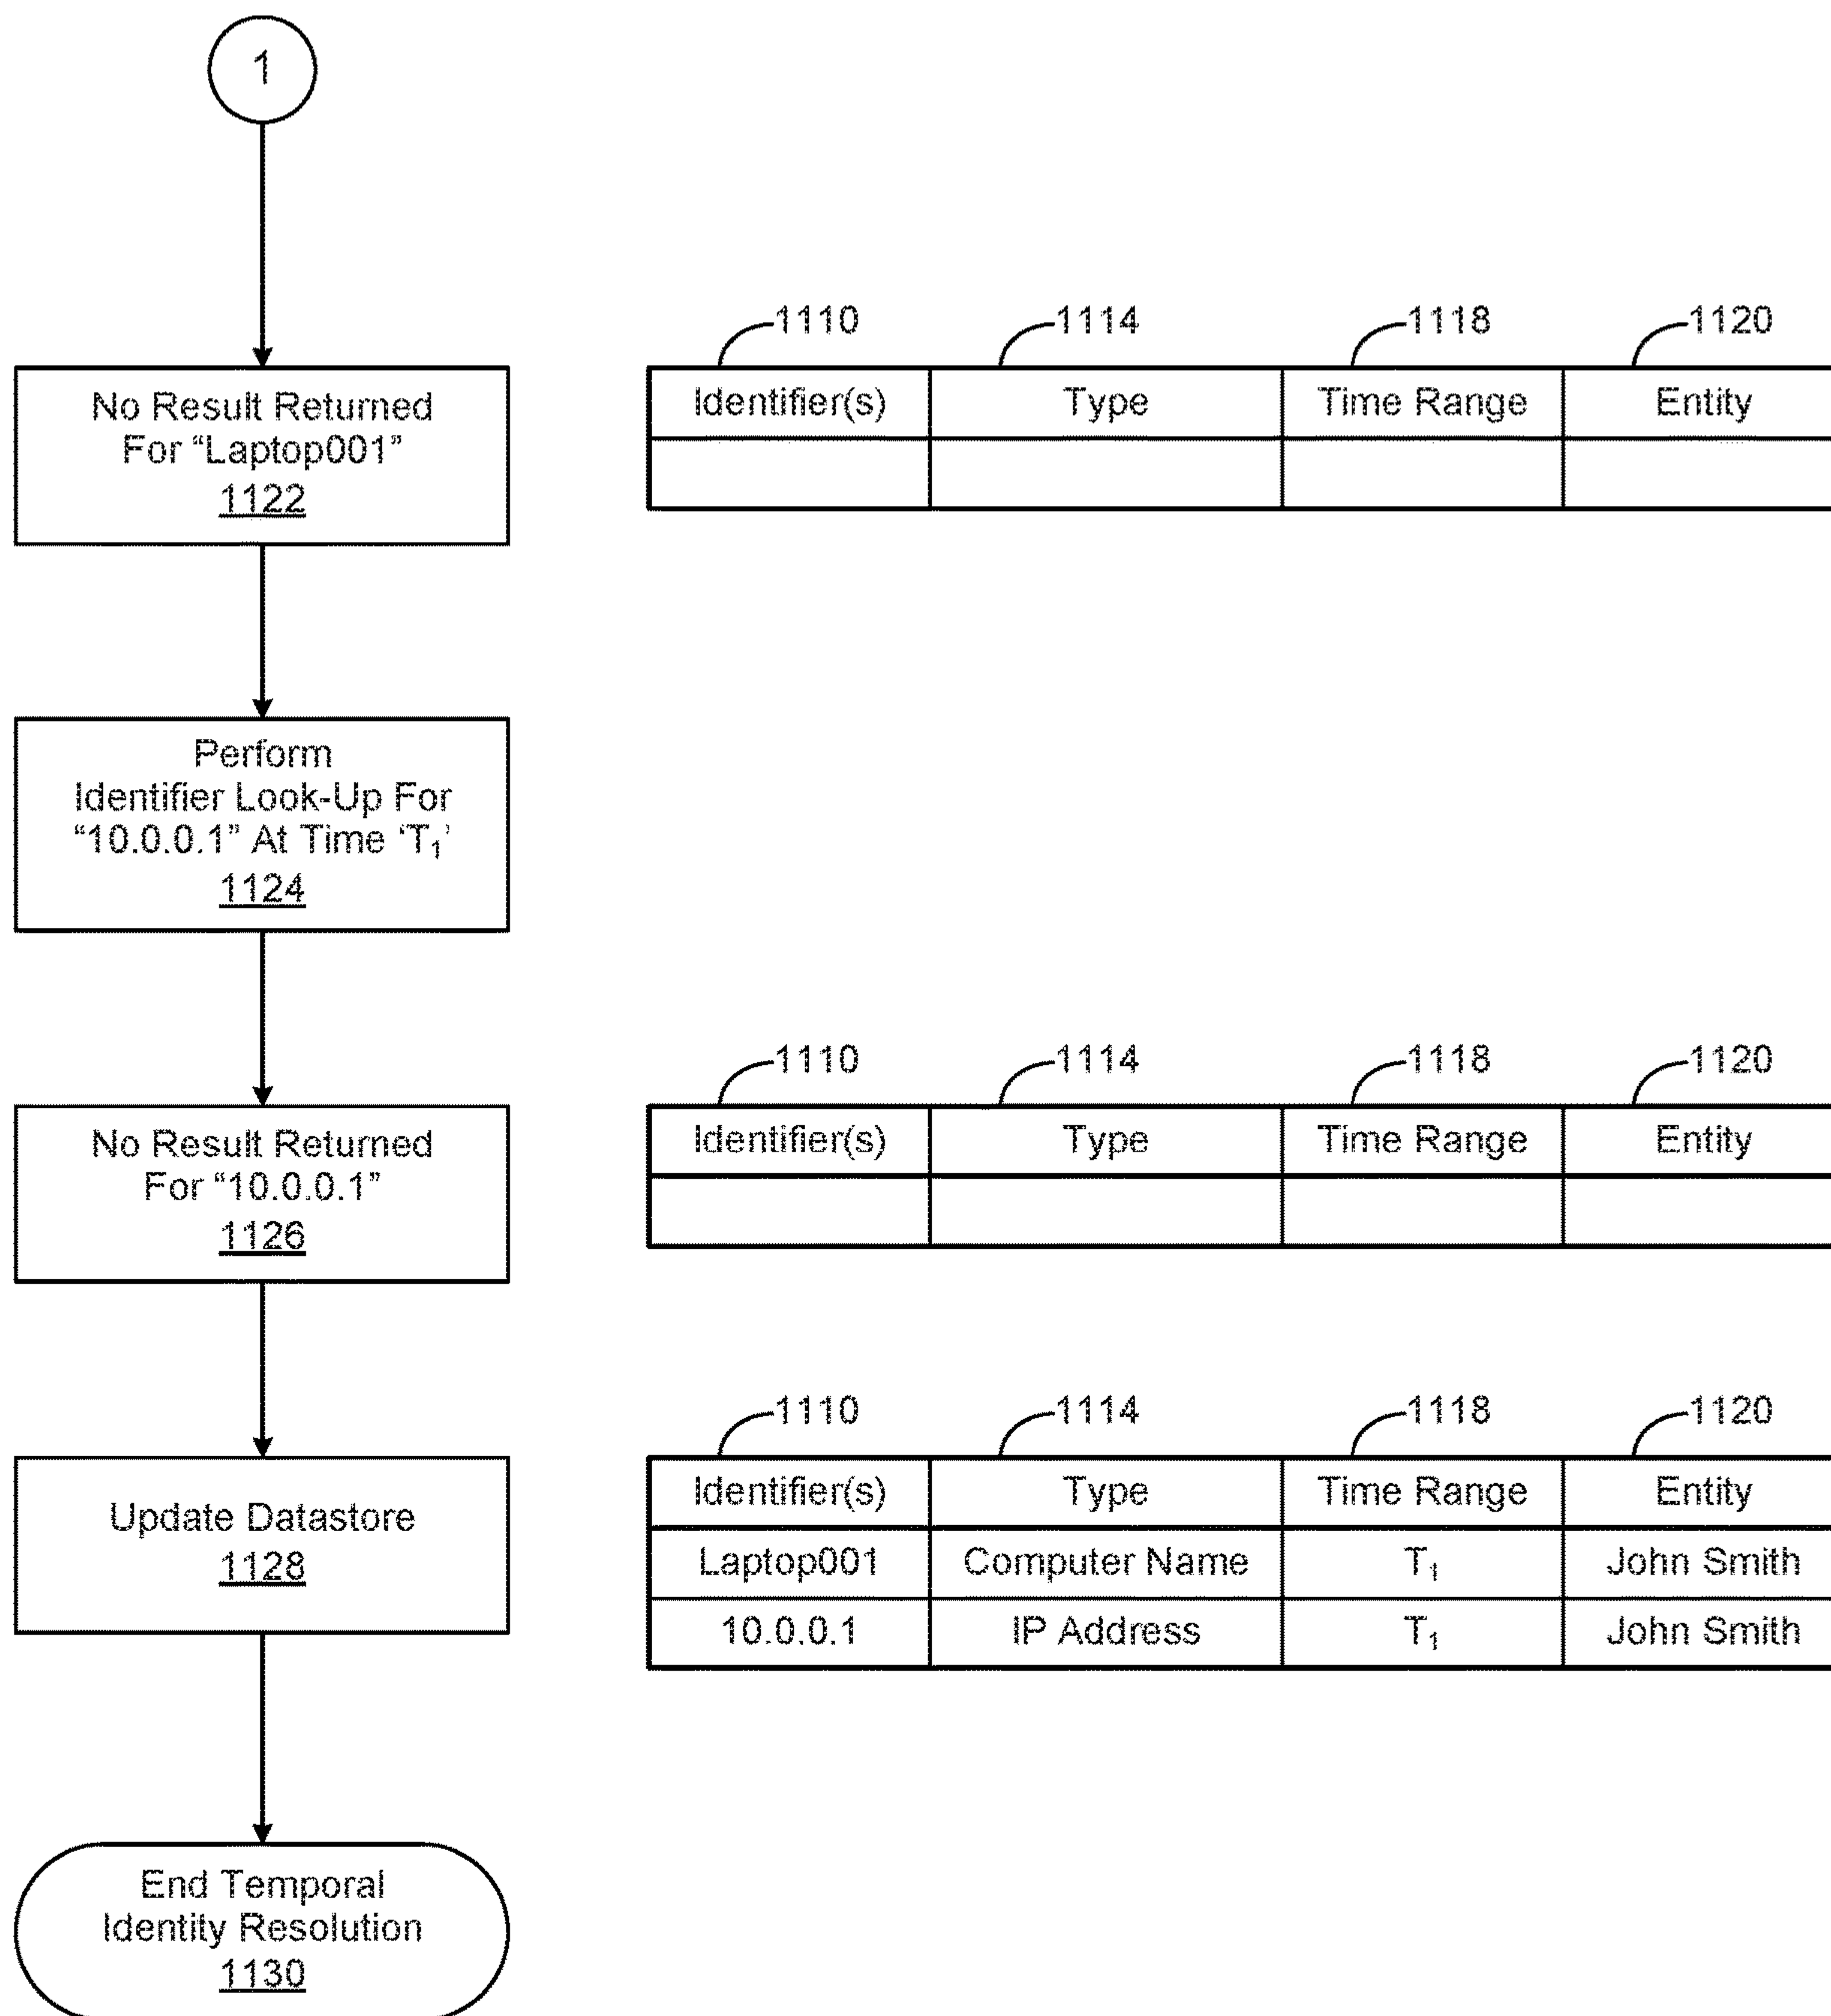 1
No Result Returned
For “Laptop001”
1122
1110 1114 1118 1120
Identifier(s) Type Time Range Entity
Perform
Identifier Look-Up For
“10.0.0.1” At Time ‘T₁’
1124
No Result Returned
For “10.0.0.1”
1126
1110 1114 1118 1120
Identifier(s) Type Time Range Entity
Update Datastore
1128
1110 1114 1118 1120
Identifier(s) Type Time Range Entity
Laptop001 Computer Name T₁ John Smith
10.0.0.1 IP Address T₁ John Smith
End Temporal
Identity Resolution
1130